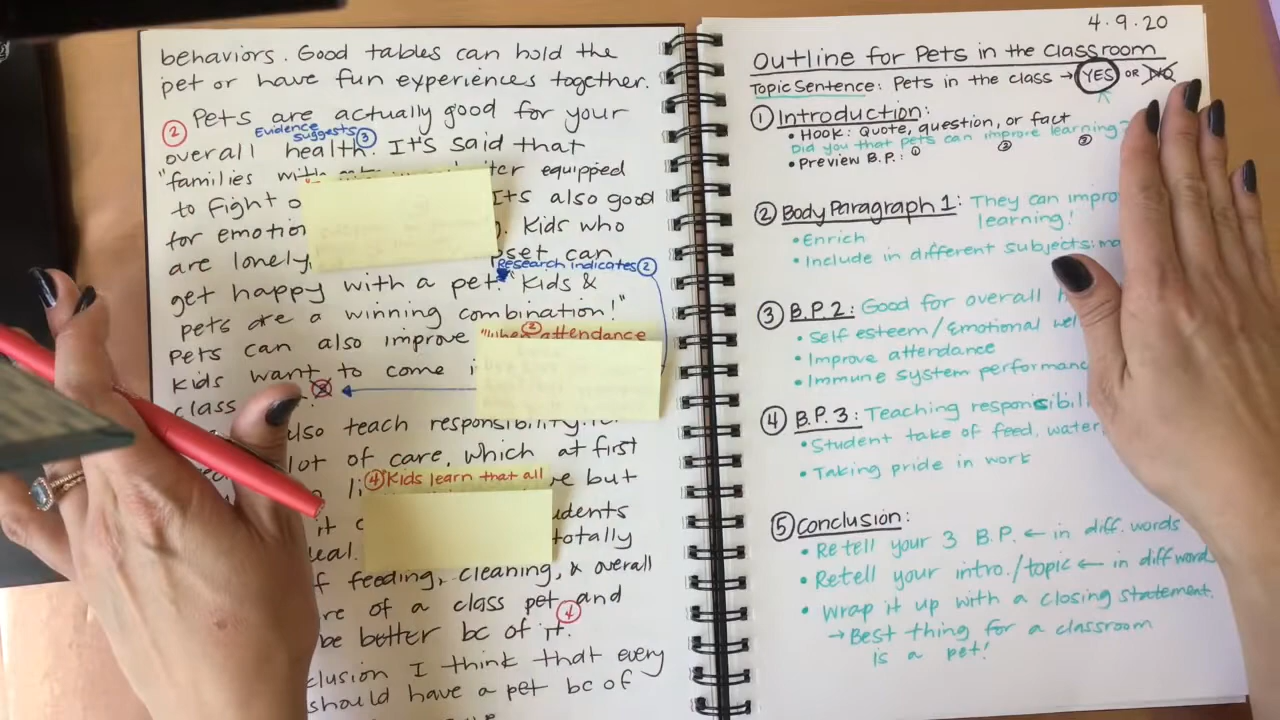 behaviors. Good tables can hold the
pet or have fun experiences together.
Pets are actually good for your
② Evidence suggests ③
overall health. It's said that
"families with equipped
to fight Its also good
for Kids who
are lonely can
Research indicates ②
get happy with a pet. "Kids &
pets are a winning combination!"
② "When attendance
Pets can also improve
Kids want to come
class
also teach responsibility.
lot of care, which at first
④ "Kids learn that all
but
it
totally
feeding, cleaning, & overall
of a class pet and
④
be better bc of it.
I think that every
should have a pet bc of
4.9.20
Outline for Pets in the Classroom
Topic Sentence: Pets in the class → YES OR NO
① Introduction:
• Hook: Quote, question, or fact
Did you that pets can improve learning?
• Preview B.P.: ① ② ③
② Body Paragraph 1: They can
learning!
• Enrich
• Include in different subjects:
③ B.P. 2: Good for overall
• Self esteem/Emotional
• Improve attendance
• Immune system
④ B.P. 3: Teaching
• Student take of feed, water,
• Taking pride in work
⑤ Conclusion:
• Retell your 3 B.P. ← in diff. words
• Retell your intro./topic ← in diff words
• Wrap it up with a closing statement.
→ Best thing for a classroom
is a pet!